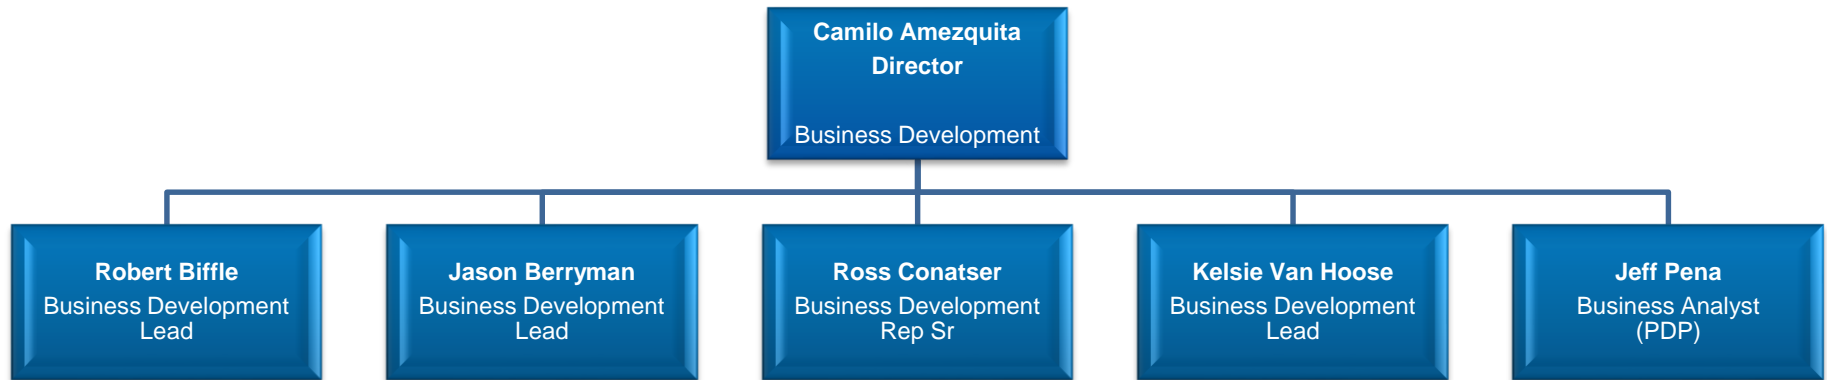 Camilo Amezquita
Director
Business Development
Robert Biffle
Business Development
Lead
Jason Berryman
Business Development
Lead
Ross Conatser
Business Development
Rep Sr
Kelsie Van Hoose
Business Development
Lead
Jeff Pena
Business Analyst
(PDP)